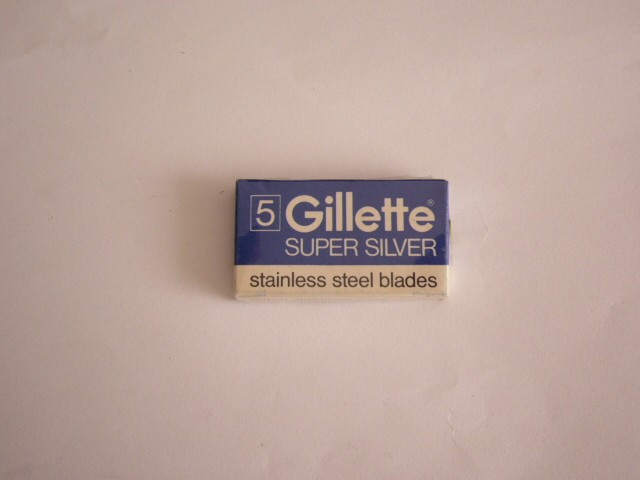 5 Gillette®
SUPER SILVER
stainless steel blades